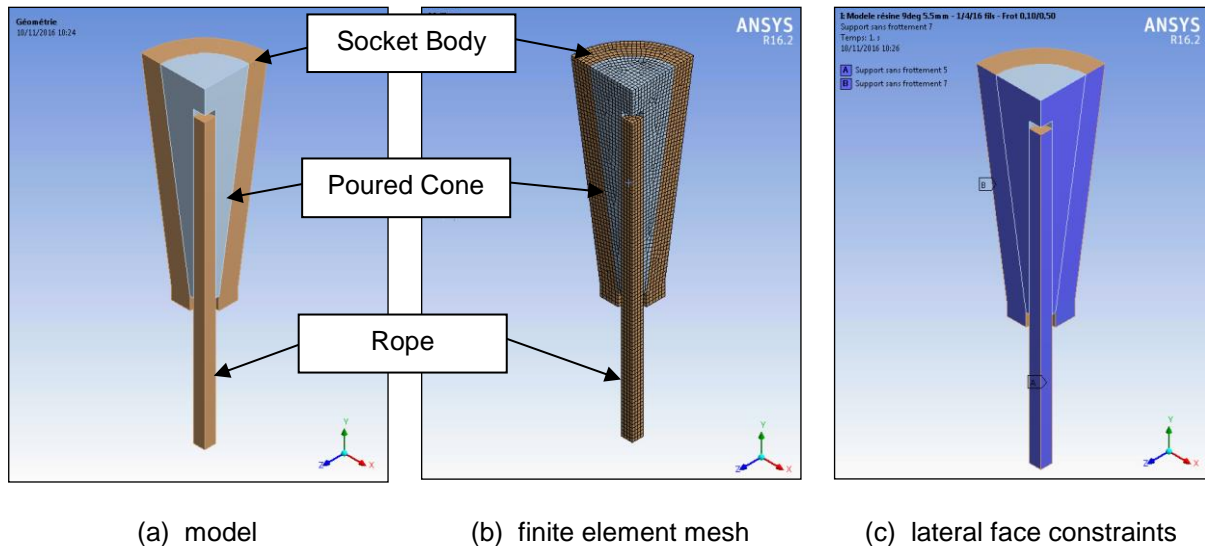 Géométrie
10/11/2016 10:24
Socket Body
Poured Cone
Rope
Y
Z
X
ANSYS
R16.2
Y
Z
X
I: Modele résine 9deg 5.5mm - 1/4/16 fils - Frot 0,10/0,50
Support sans frottement 7
Temps: 1. s
10/11/2016 10:26
A Support sans frottement 5
B Support sans frottement 7
ANSYS
R16.2
B
A
Y
Z
X
(a) model
(b) finite element mesh
(c) lateral face constraints